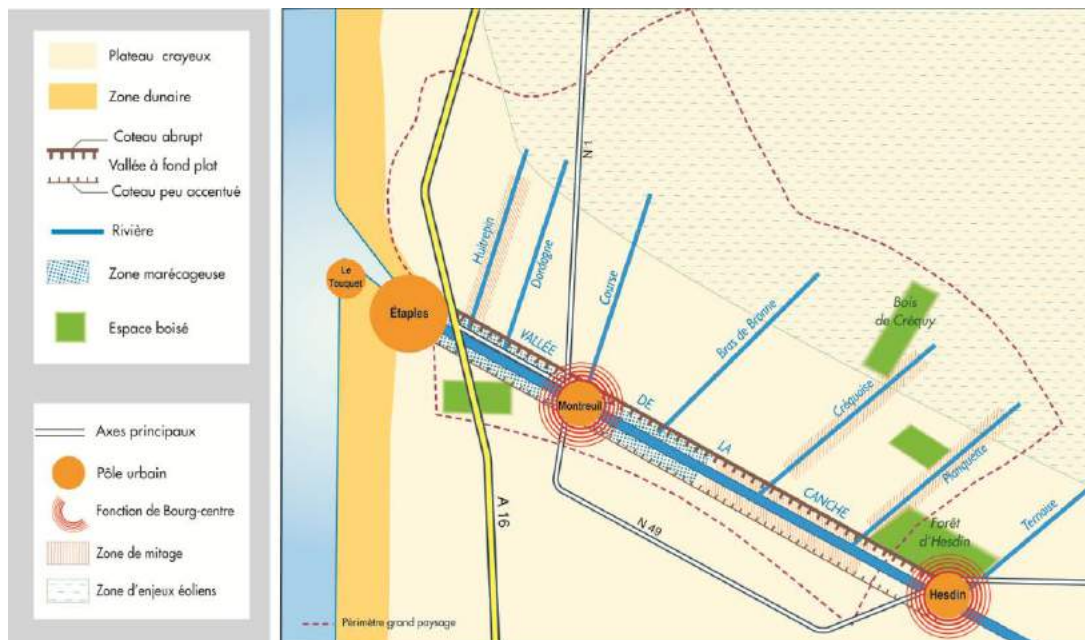 Plateau crayeux
Zone dunaire
Coteau abrupt
Vallée à fond plat
Coteau peu accentué
Rivière
Zone marécageuse
Espace boisé
Axes principaux
Pôle urbain
Fonction de Bourg-centre
Zone de mitage
Zone d'enjeux éoliens
Le
Touquet
Étaples
Huitrepin
Dordogne
N 1
Course
Bras de Bronne
Bois
de Créquy
Créquoise
Planquette
Ternoise
VALLÉE
DE
LA
CANCHE
Montreuil
Forêt
d'Hesdin
Hesdin
A 16
N 49
Périmètre grand paysage